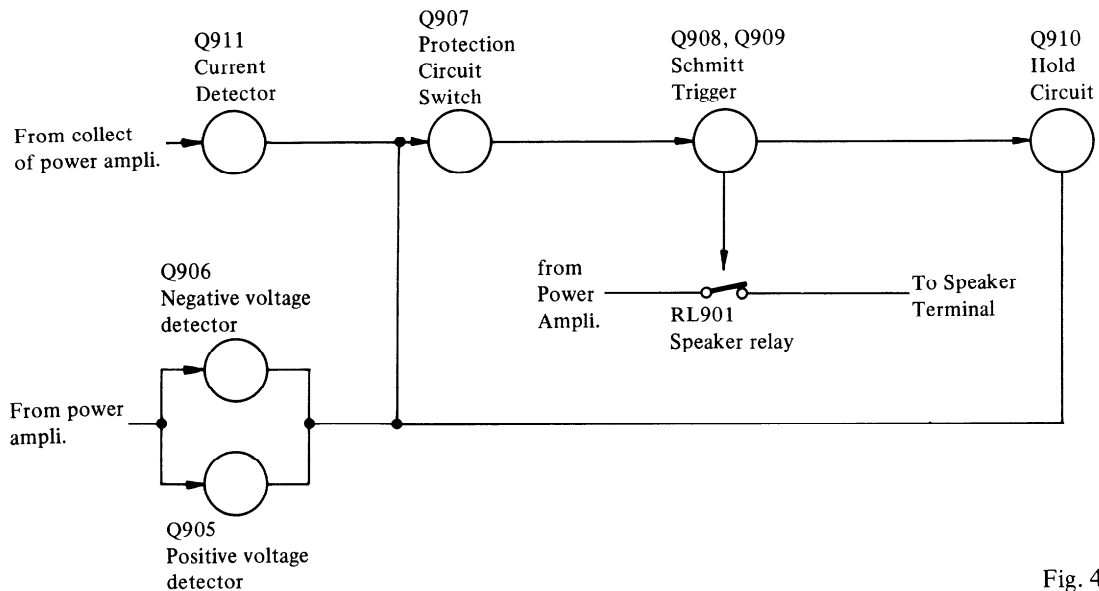 Q911
Current
Detector
Q907
Protection
Circuit
Switch
Q908, Q909
Schmitt
Trigger
Q910
Hold
Circuit
From collect
of power ampli.
from
Power
Ampli.
RL901
Speaker relay
To Speaker
Terminal
Q906
Negative voltage
detector
From power
ampli.
Q905
Positive voltage
detector
Fig. 4